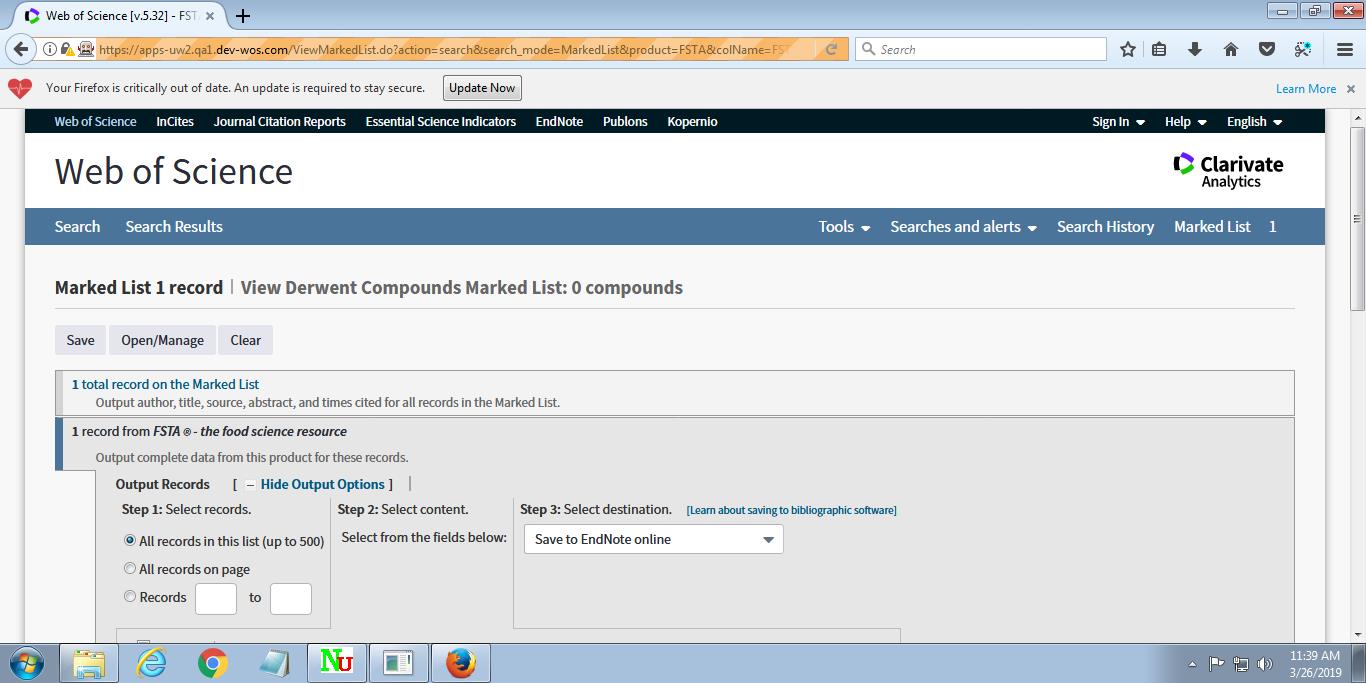 Web of Science [v.5.32] - FST
https://apps-uw2.qa1.dev-wos.com/ViewMarkedList.do?action=search&search_mode=MarkedList&product=FSTA&colName=FST
Search
Your Firefox is critically out of date. An update is required to stay secure.
Update Now
Learn More
Web of Science InCites Journal Citation Reports Essential Science Indicators EndNote Publons Kopernio Sign In Help English
Web of Science
Clarivate
Analytics
Search Search Results Tools Searches and alerts Search History Marked List 1
Marked List 1 record | View Derwent Compounds Marked List: 0 compounds
Save Open/Manage Clear
1 total record on the Marked List
Output author, title, source, abstract, and times cited for all records in the Marked List.
1 record from FSTA ® - the food science resource
Output complete data from this product for these records.
Output Records [ – Hide Output Options ] |
Step 1: Select records. Step 2: Select content. Step 3: Select destination. [Learn about saving to bibliographic software]
All records in this list (up to 500) Select from the fields below: Save to EndNote online
All records on page
Records to
Nu
11:39 AM
3/26/2019